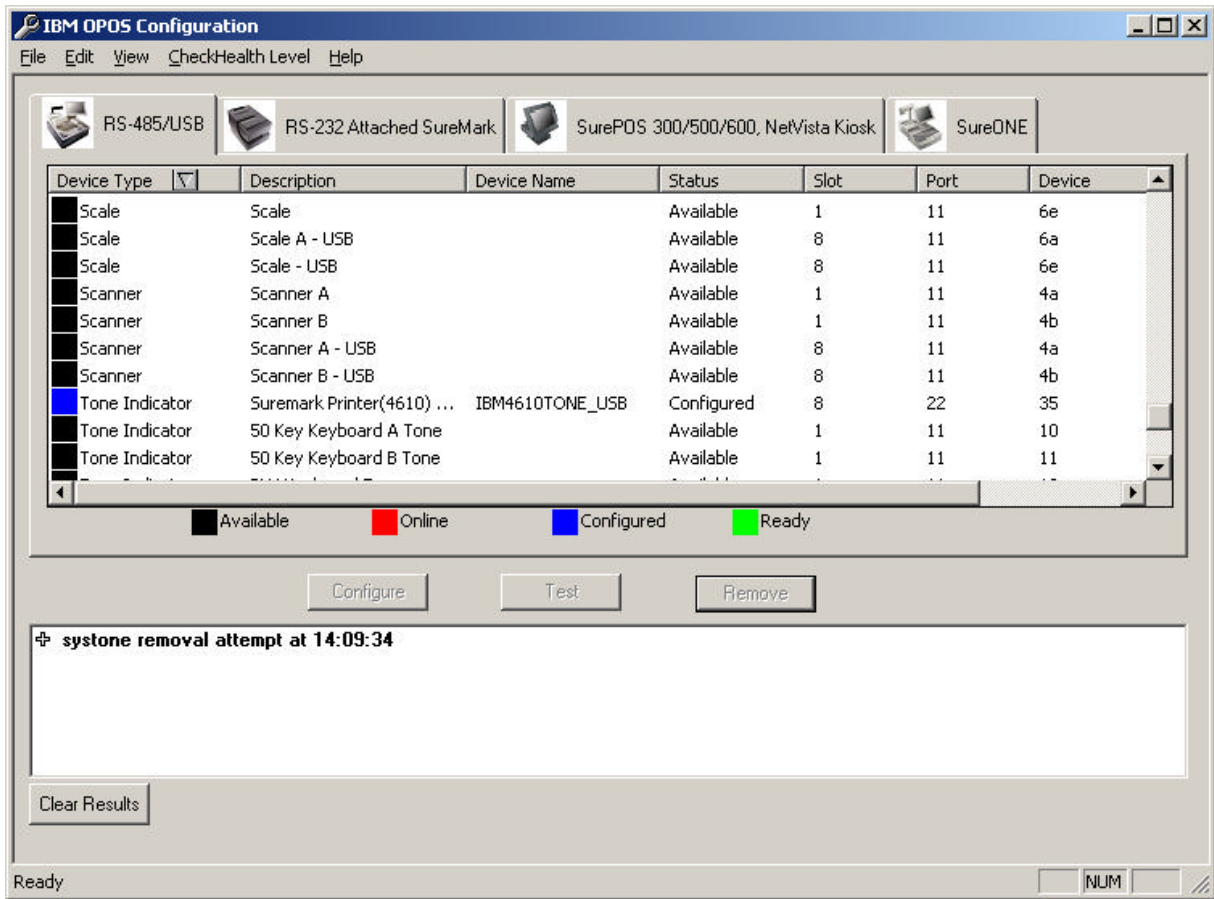 IBM OPOS Configuration
File Edit View CheckHealth Level Help
RS-485/USB RS-232 Attached SureMark SurePOS 300/500/600, NetVista Kiosk SureONE
Device Type Description Device Name Status Slot Port Device
Scale Scale Available 1 11 6e
Scale Scale A - USB Available 8 11 6a
Scale Scale - USB Available 8 11 6e
Scanner Scanner A Available 1 11 4a
Scanner Scanner B Available 1 11 4b
Scanner Scanner A - USB Available 8 11 4a
Scanner Scanner B - USB Available 8 11 4b
Tone Indicator Suremark Printer(4610) ... IBM4610TONE_USB Configured 8 22 35
Tone Indicator 50 Key Keyboard A Tone Available 1 11 10
Tone Indicator 50 Key Keyboard B Tone Available 1 11 11
Available Online Configured Ready
Configure Test Remove
systone removal attempt at 14:09:34
Clear Results
Ready NUM